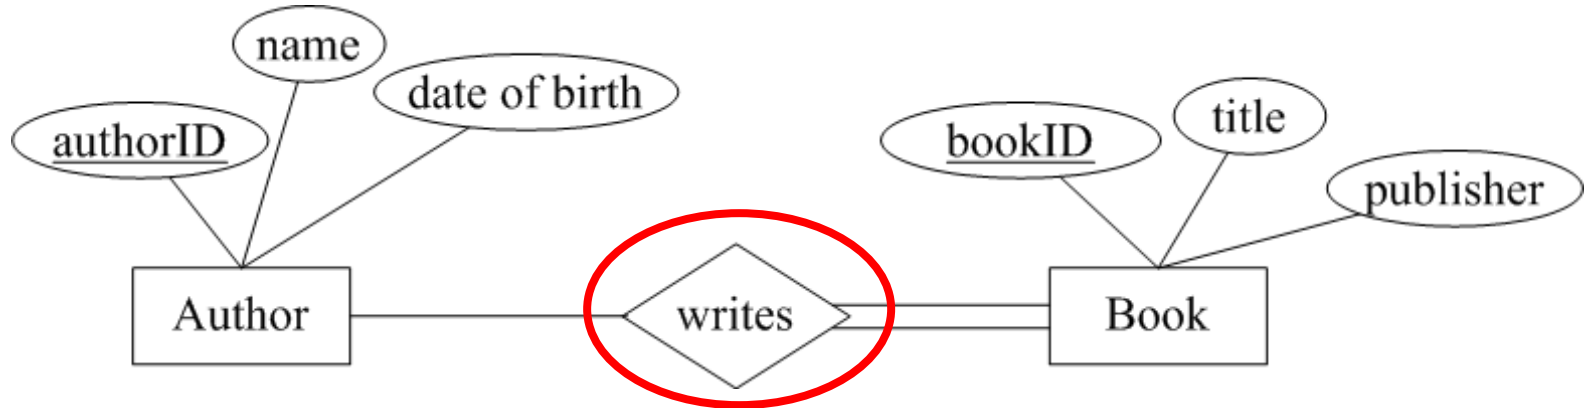 name
date of birth
authorID
title
bookID
publisher
Author
writes
Book